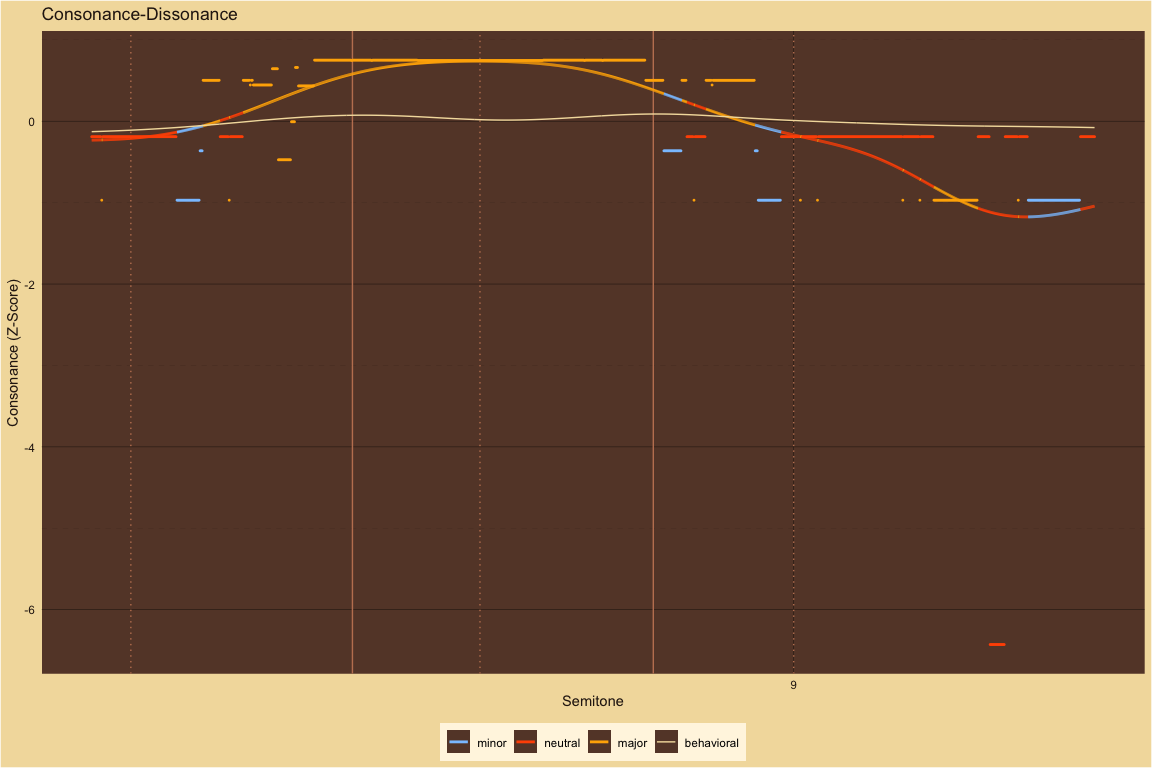 Consonance-Dissonance
Consonance (Z-Score)
0
-2
-4
-6
9
Semitone
minor neutral major behavioral